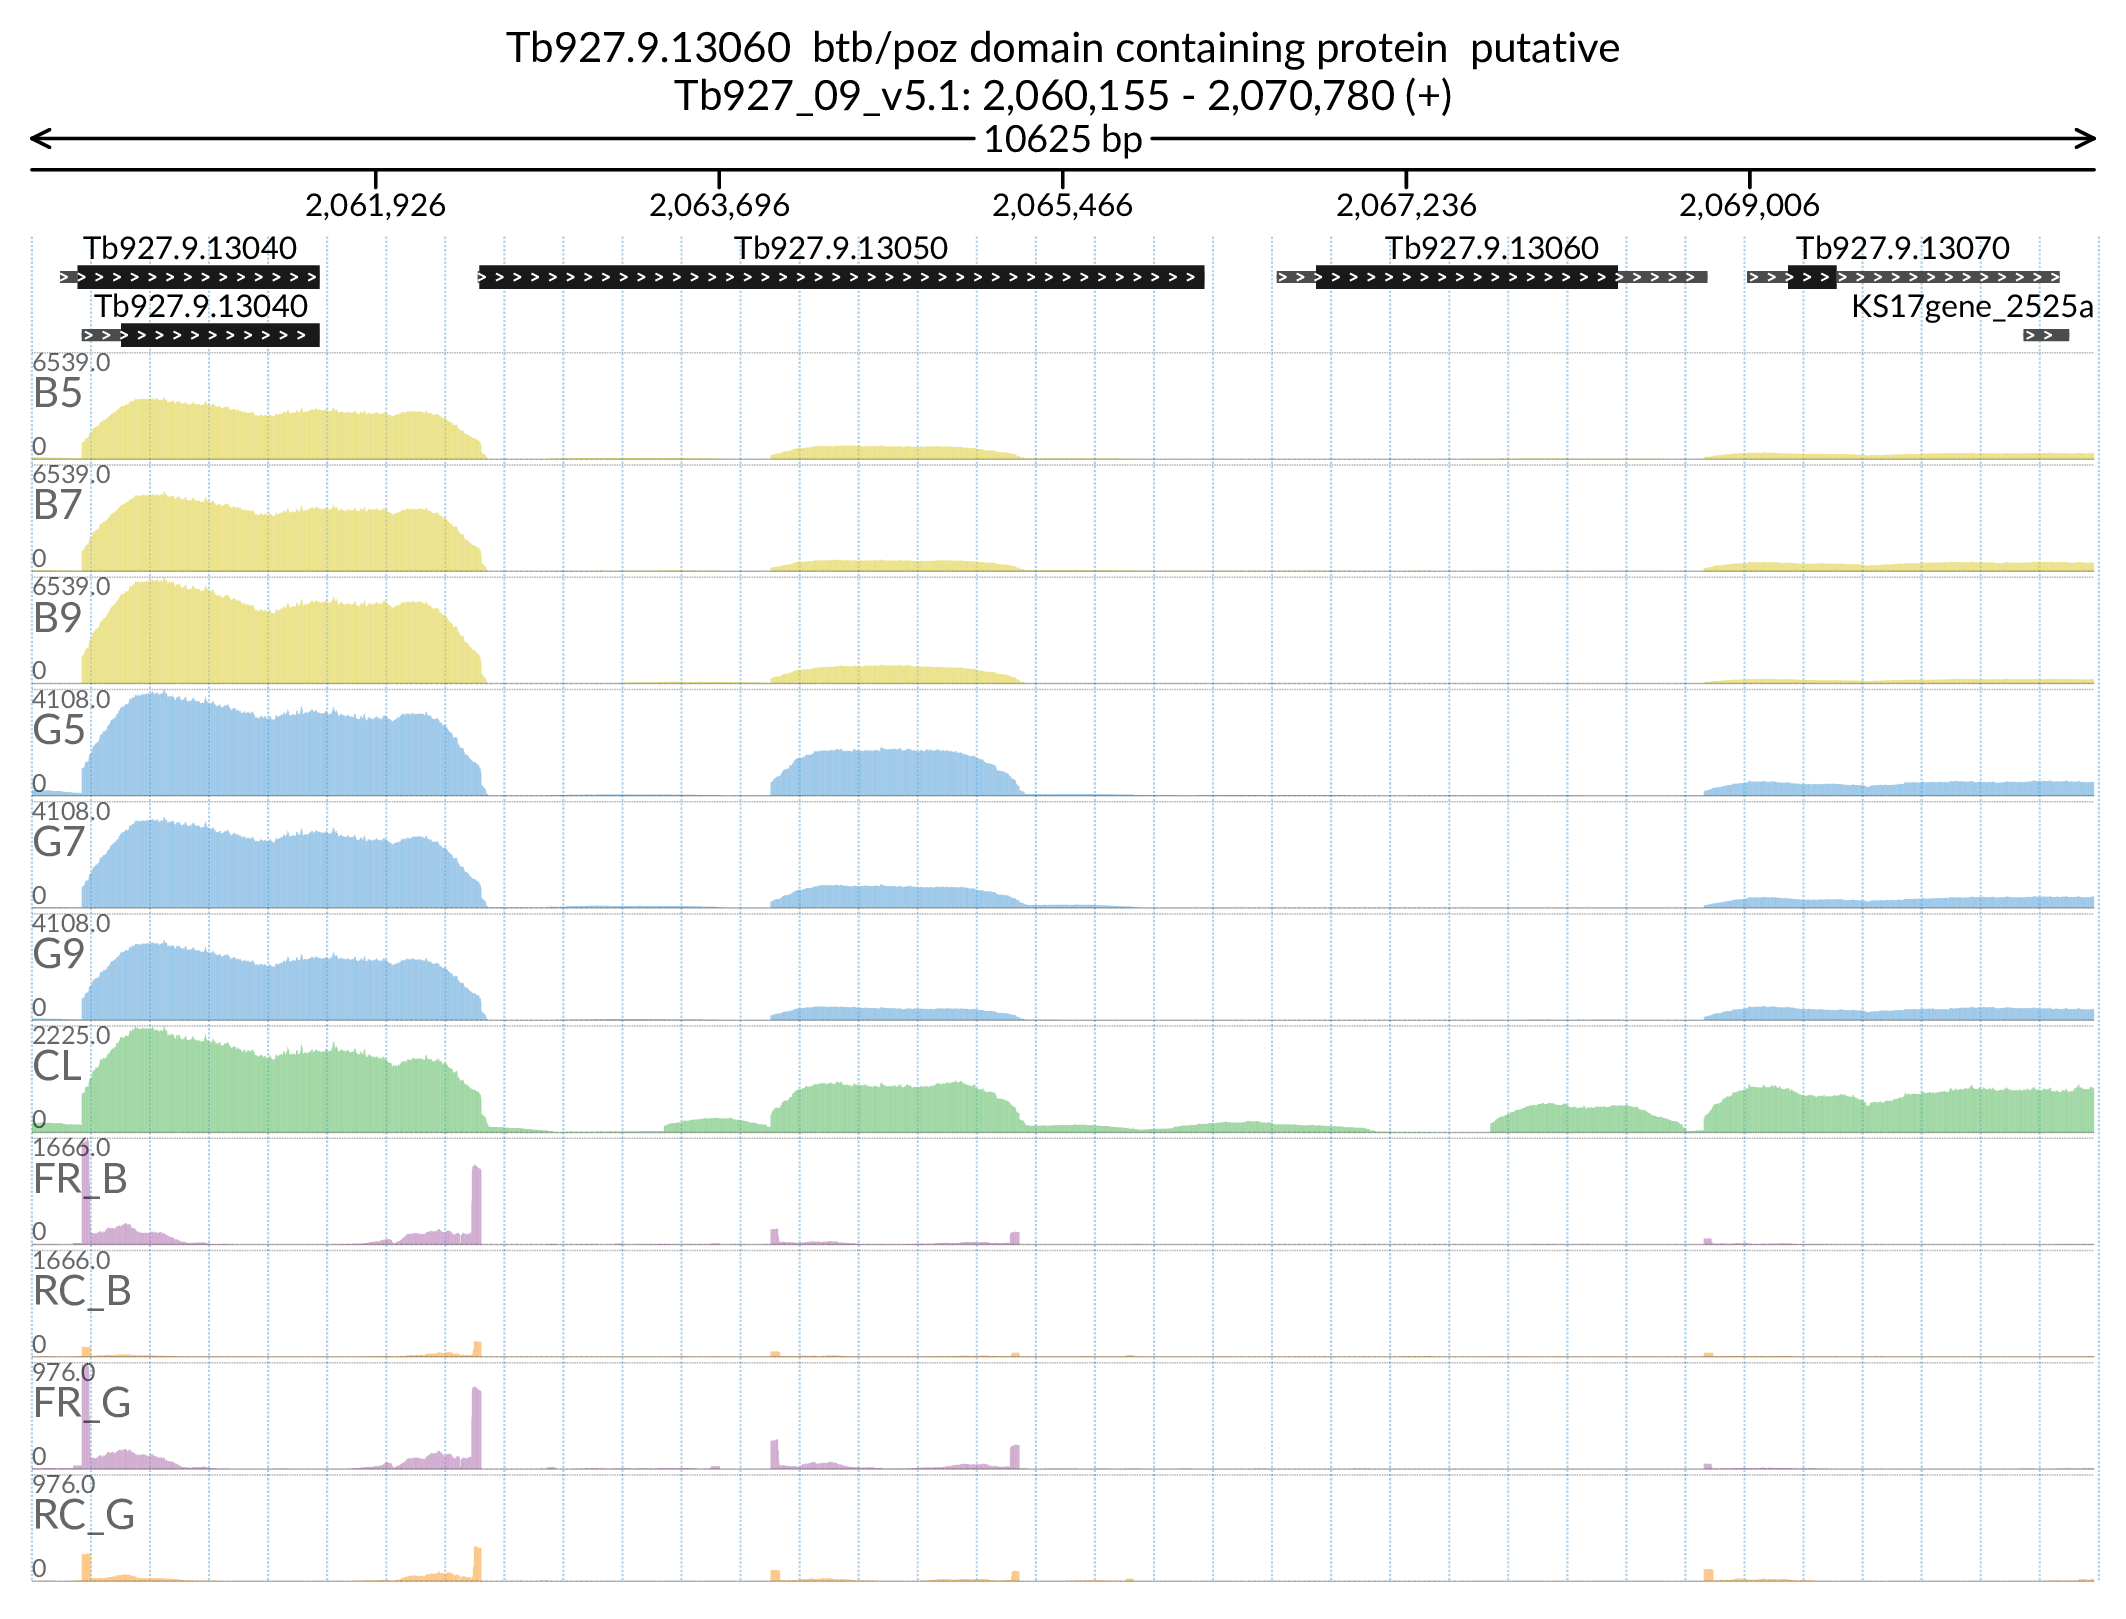 Tb927.9.13060  btb/poz domain containing protein  putative
Tb927_09_v5.1: 2,060,155 - 2,070,780 (+)
10625 bp
2,061,926 2,063,696 2,065,466 2,067,236 2,069,006
Tb927.9.13040 Tb927.9.13050 Tb927.9.13060 Tb927.9.13070
Tb927.9.13040 KS17gene_2525a
6539.0
B5
0
6539.0
B7
0
6539.0
B9
0
4108.0
G5
0
4108.0
G7
0
4108.0
G9
0
2225.0
CL
0
1666.0
FR_B
0
1666.0
RC_B
0
976.0
FR_G
0
976.0
RC_G
0